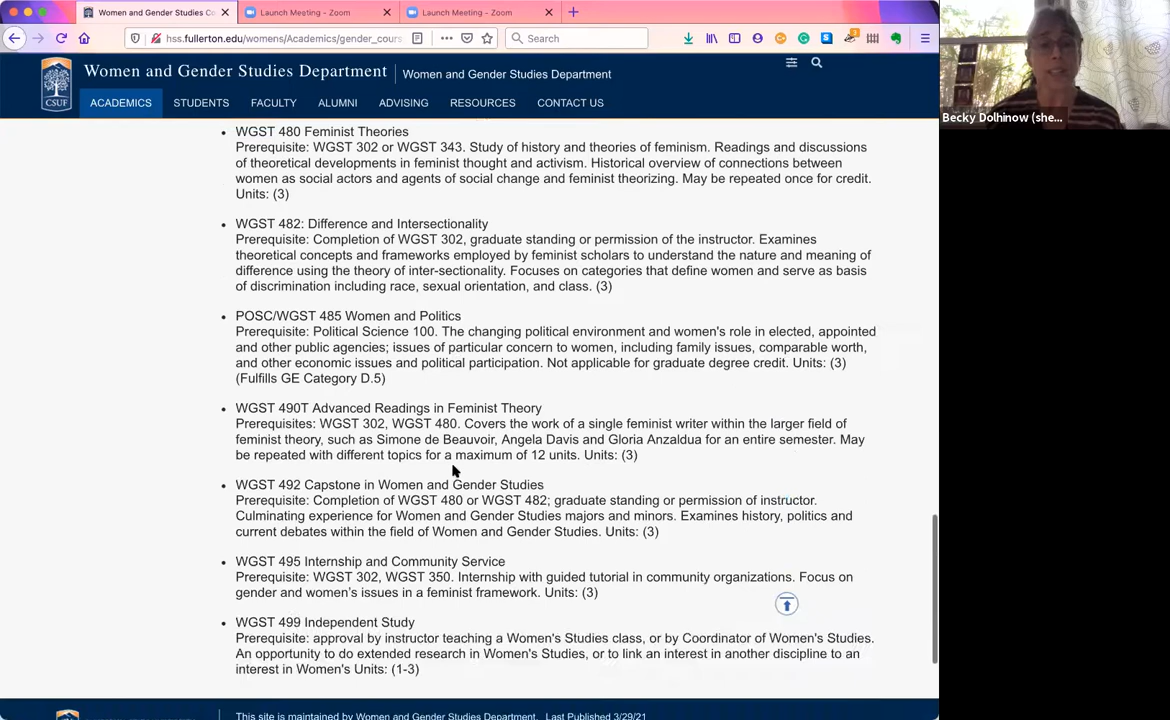 Women and Gender Studies Co
Launch Meeting - Zoom
Launch Meeting - Zoom
hss.fullerton.edu/womens/Academics/gender_cours
Search
CSUF
Women and Gender Studies Department
Women and Gender Studies Department
ACADEMICS
STUDENTS
FACULTY
ALUMNI
ADVISING
RESOURCES
CONTACT US
Becky Dolhinow (she...
• WGST 480 Feminist Theories
Prerequisite: WGST 302 or WGST 343. Study of history and theories of feminism. Readings and discussions
of theoretical developments in feminist thought and activism. Historical overview of connections between
women as social actors and agents of social change and feminist theorizing. May be repeated once for credit.
Units: (3)
• WGST 482: Difference and Intersectionality
Prerequisite: Completion of WGST 302, graduate standing or permission of the instructor. Examines
theoretical concepts and frameworks employed by feminist scholars to understand the nature and meaning of
difference using the theory of inter-sectionality. Focuses on categories that define women and serve as basis
of discrimination including race, sexual orientation, and class. (3)
• POSC/WGST 485 Women and Politics
Prerequisite: Political Science 100. The changing political environment and women's role in elected, appointed
and other public agencies; issues of particular concern to women, including family issues, comparable worth,
and other economic issues and political participation. Not applicable for graduate degree credit. Units: (3)
(Fulfills GE Category D.5)
• WGST 490T Advanced Readings in Feminist Theory
Prerequisites: WGST 302, WGST 480. Covers the work of a single feminist writer within the larger field of
feminist theory, such as Simone de Beauvoir, Angela Davis and Gloria Anzaldua for an entire semester. May
be repeated with different topics for a maximum of 12 units. Units: (3)
• WGST 492 Capstone in Women and Gender Studies
Prerequisite: Completion of WGST 480 or WGST 482; graduate standing or permission of instructor.
Culminating experience for Women and Gender Studies majors and minors. Examines history, politics and
current debates within the field of Women and Gender Studies. Units: (3)
• WGST 495 Internship and Community Service
Prerequisite: WGST 302, WGST 350. Internship with guided tutorial in community organizations. Focus on
gender and women's issues in a feminist framework. Units: (3)
• WGST 499 Independent Study
Prerequisite: approval by instructor teaching a Women's Studies class, or by Coordinator of Women's Studies.
An opportunity to do extended research in Women's Studies, or to link an interest in another discipline to an
interest in Women's Units: (1-3)
This site is maintained by Women and Gender Studies Department. Last Published 3/29/21